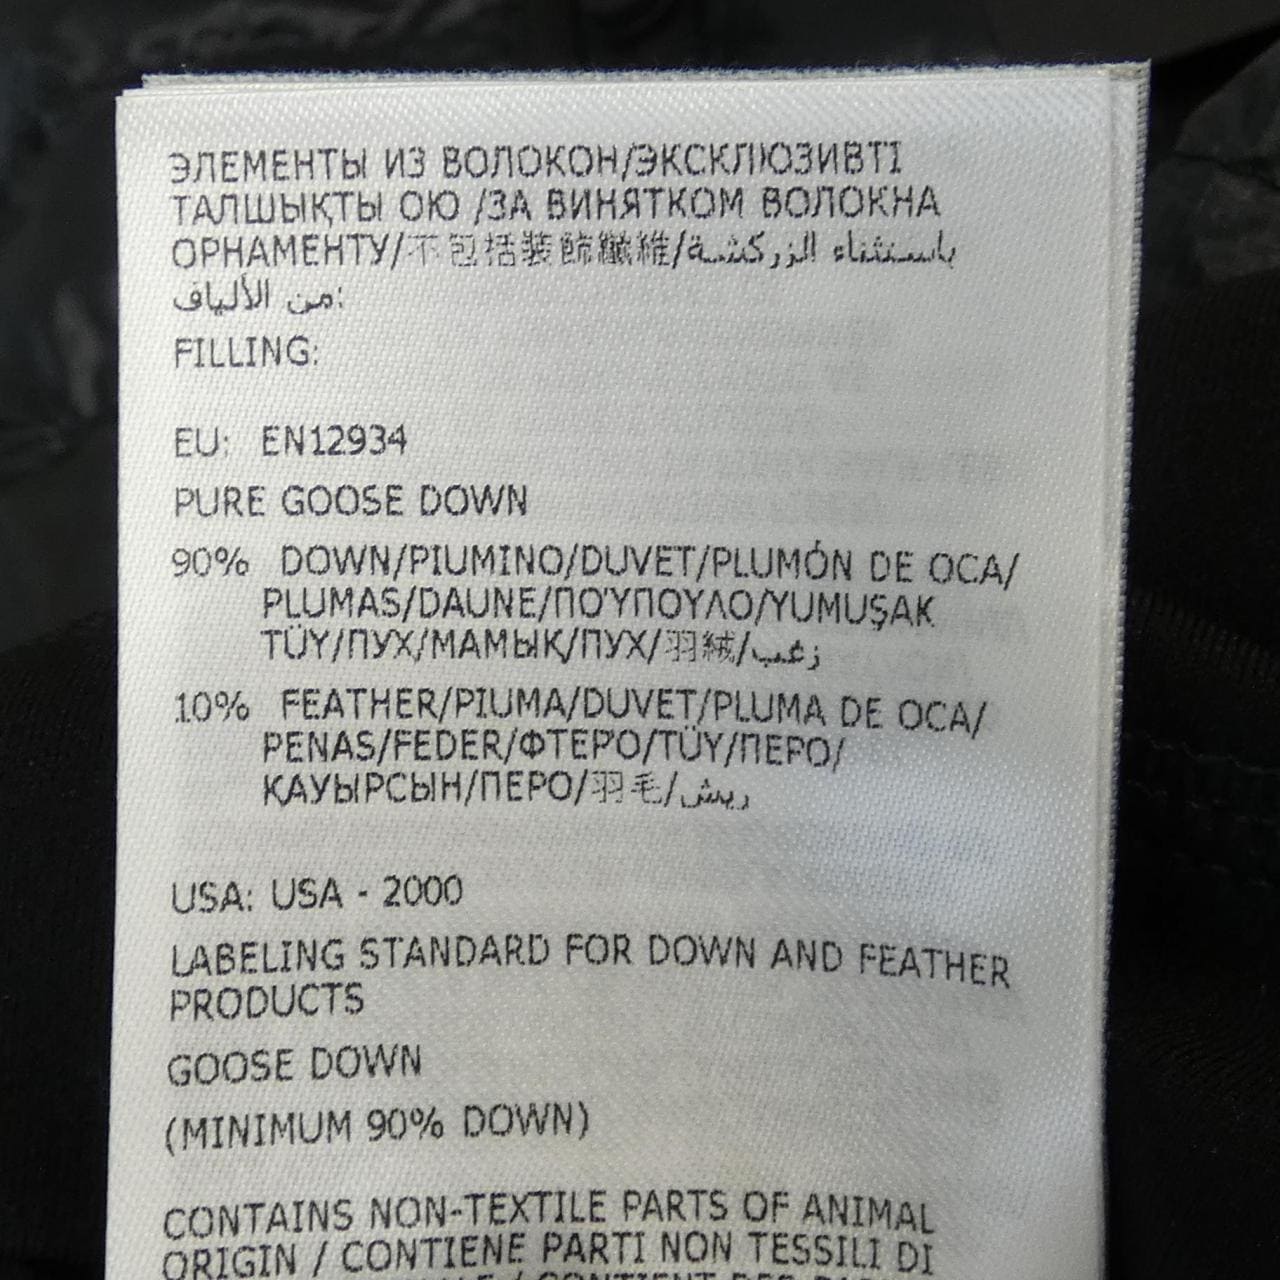 ЭЛЕМЕНТЫ ИЗ ВОЛОКОН/ЭКСКЛЮЗИВТІ
ТАЛШЫҚТЫ ОЮ /ЗА ВИНЯТКОМ ВОЛОКНА
ОРНАМЕНТУ/不包括装飾纖維/باستثناء الزركشة
من الألياف:
FILLING:
EU: EN12934
PURE GOOSE DOWN
90% DOWN/PIUMINO/DUVET/PLUMÓN DE OCA/
PLUMAS/DAUNE/ΠΟΎΠΟΥΛΟ/YUMUŞAK
TÜY/ПУХ/МАМЫҚ/ПУХ/羽絨/زغب
10% FEATHER/PIUMA/DUVET/PLUMA DE OCA/
PENAS/FEDER/ΦΤΕΡΌ/TÜY/ПЕРО/
ҚАУЫРСЫН/ПЕРО/羽毛/ريش
USA: USA - 2000
LABELING STANDARD FOR DOWN AND FEATHER
PRODUCTS
GOOSE DOWN
(MINIMUM 90% DOWN)
CONTAINS NON-TEXTILE PARTS OF ANIMAL
ORIGIN / CONTIENE PARTI NON TESSILI DI